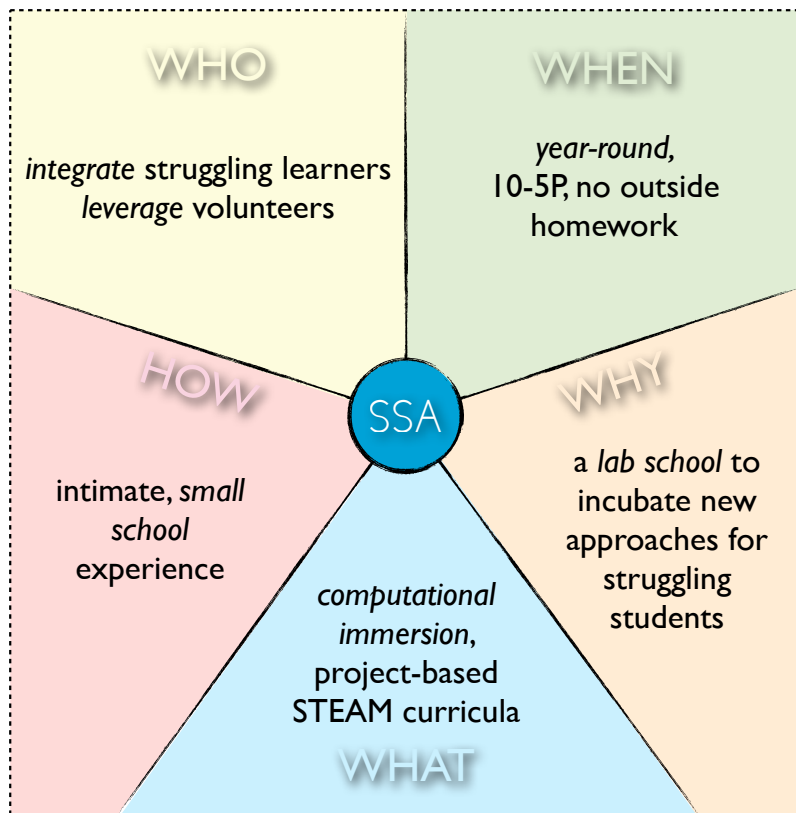 WHO
integrate struggling learners
leverage volunteers
WHEN
year-round,
10-5P, no outside
homework
HOW
intimate, small
school
experience
SSA
WHY
a lab school to
incubate new
approaches for
struggling
students
computational
immersion,
project-based
STEAM curricula
WHAT